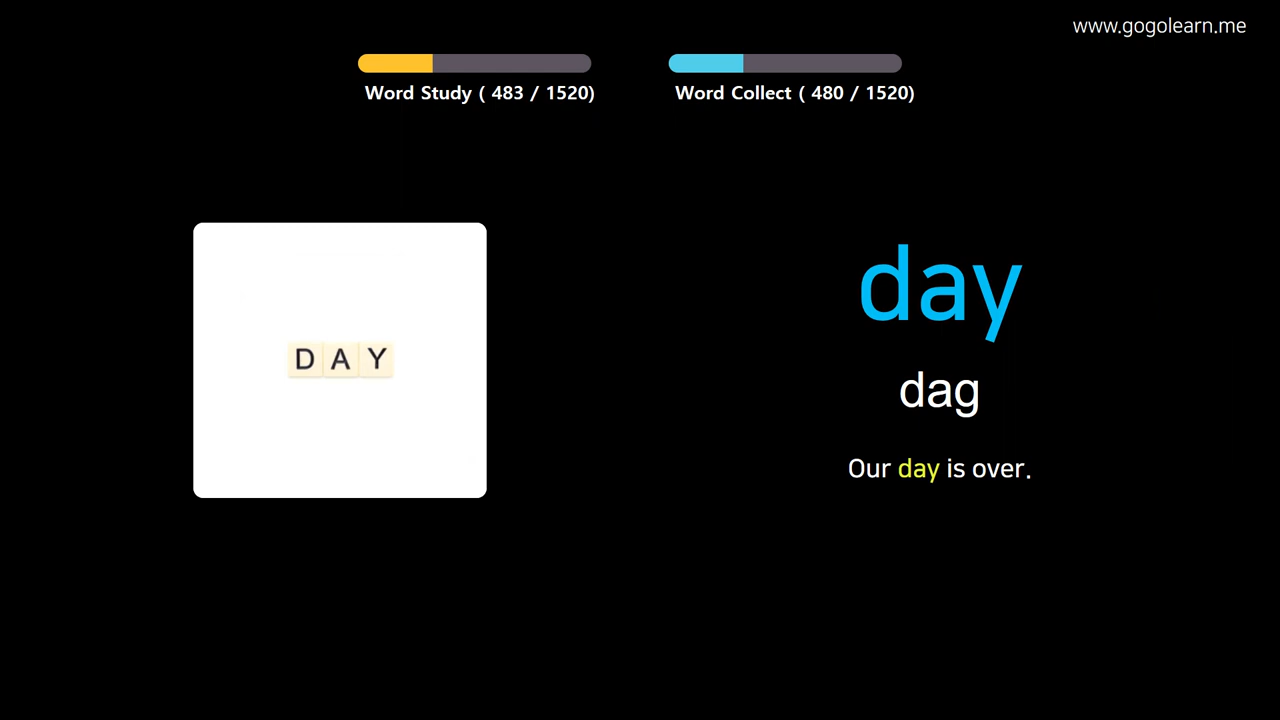 www.gogolearn.me
Word Study ( 483 / 1520)
Word Collect ( 480 / 1520)
DAY
day
dag
Our day is over.